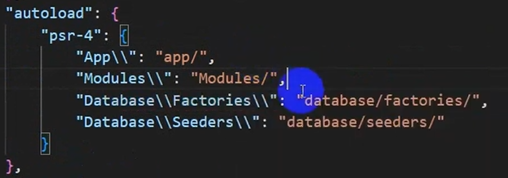 "autoload": {
"psr-4": {
"App\\": "app/",
"Modules\\": "Modules/",
"Database\\Factories\\": "database/factories/",
"Database\\Seeders\\": "database/seeders/"
}
},